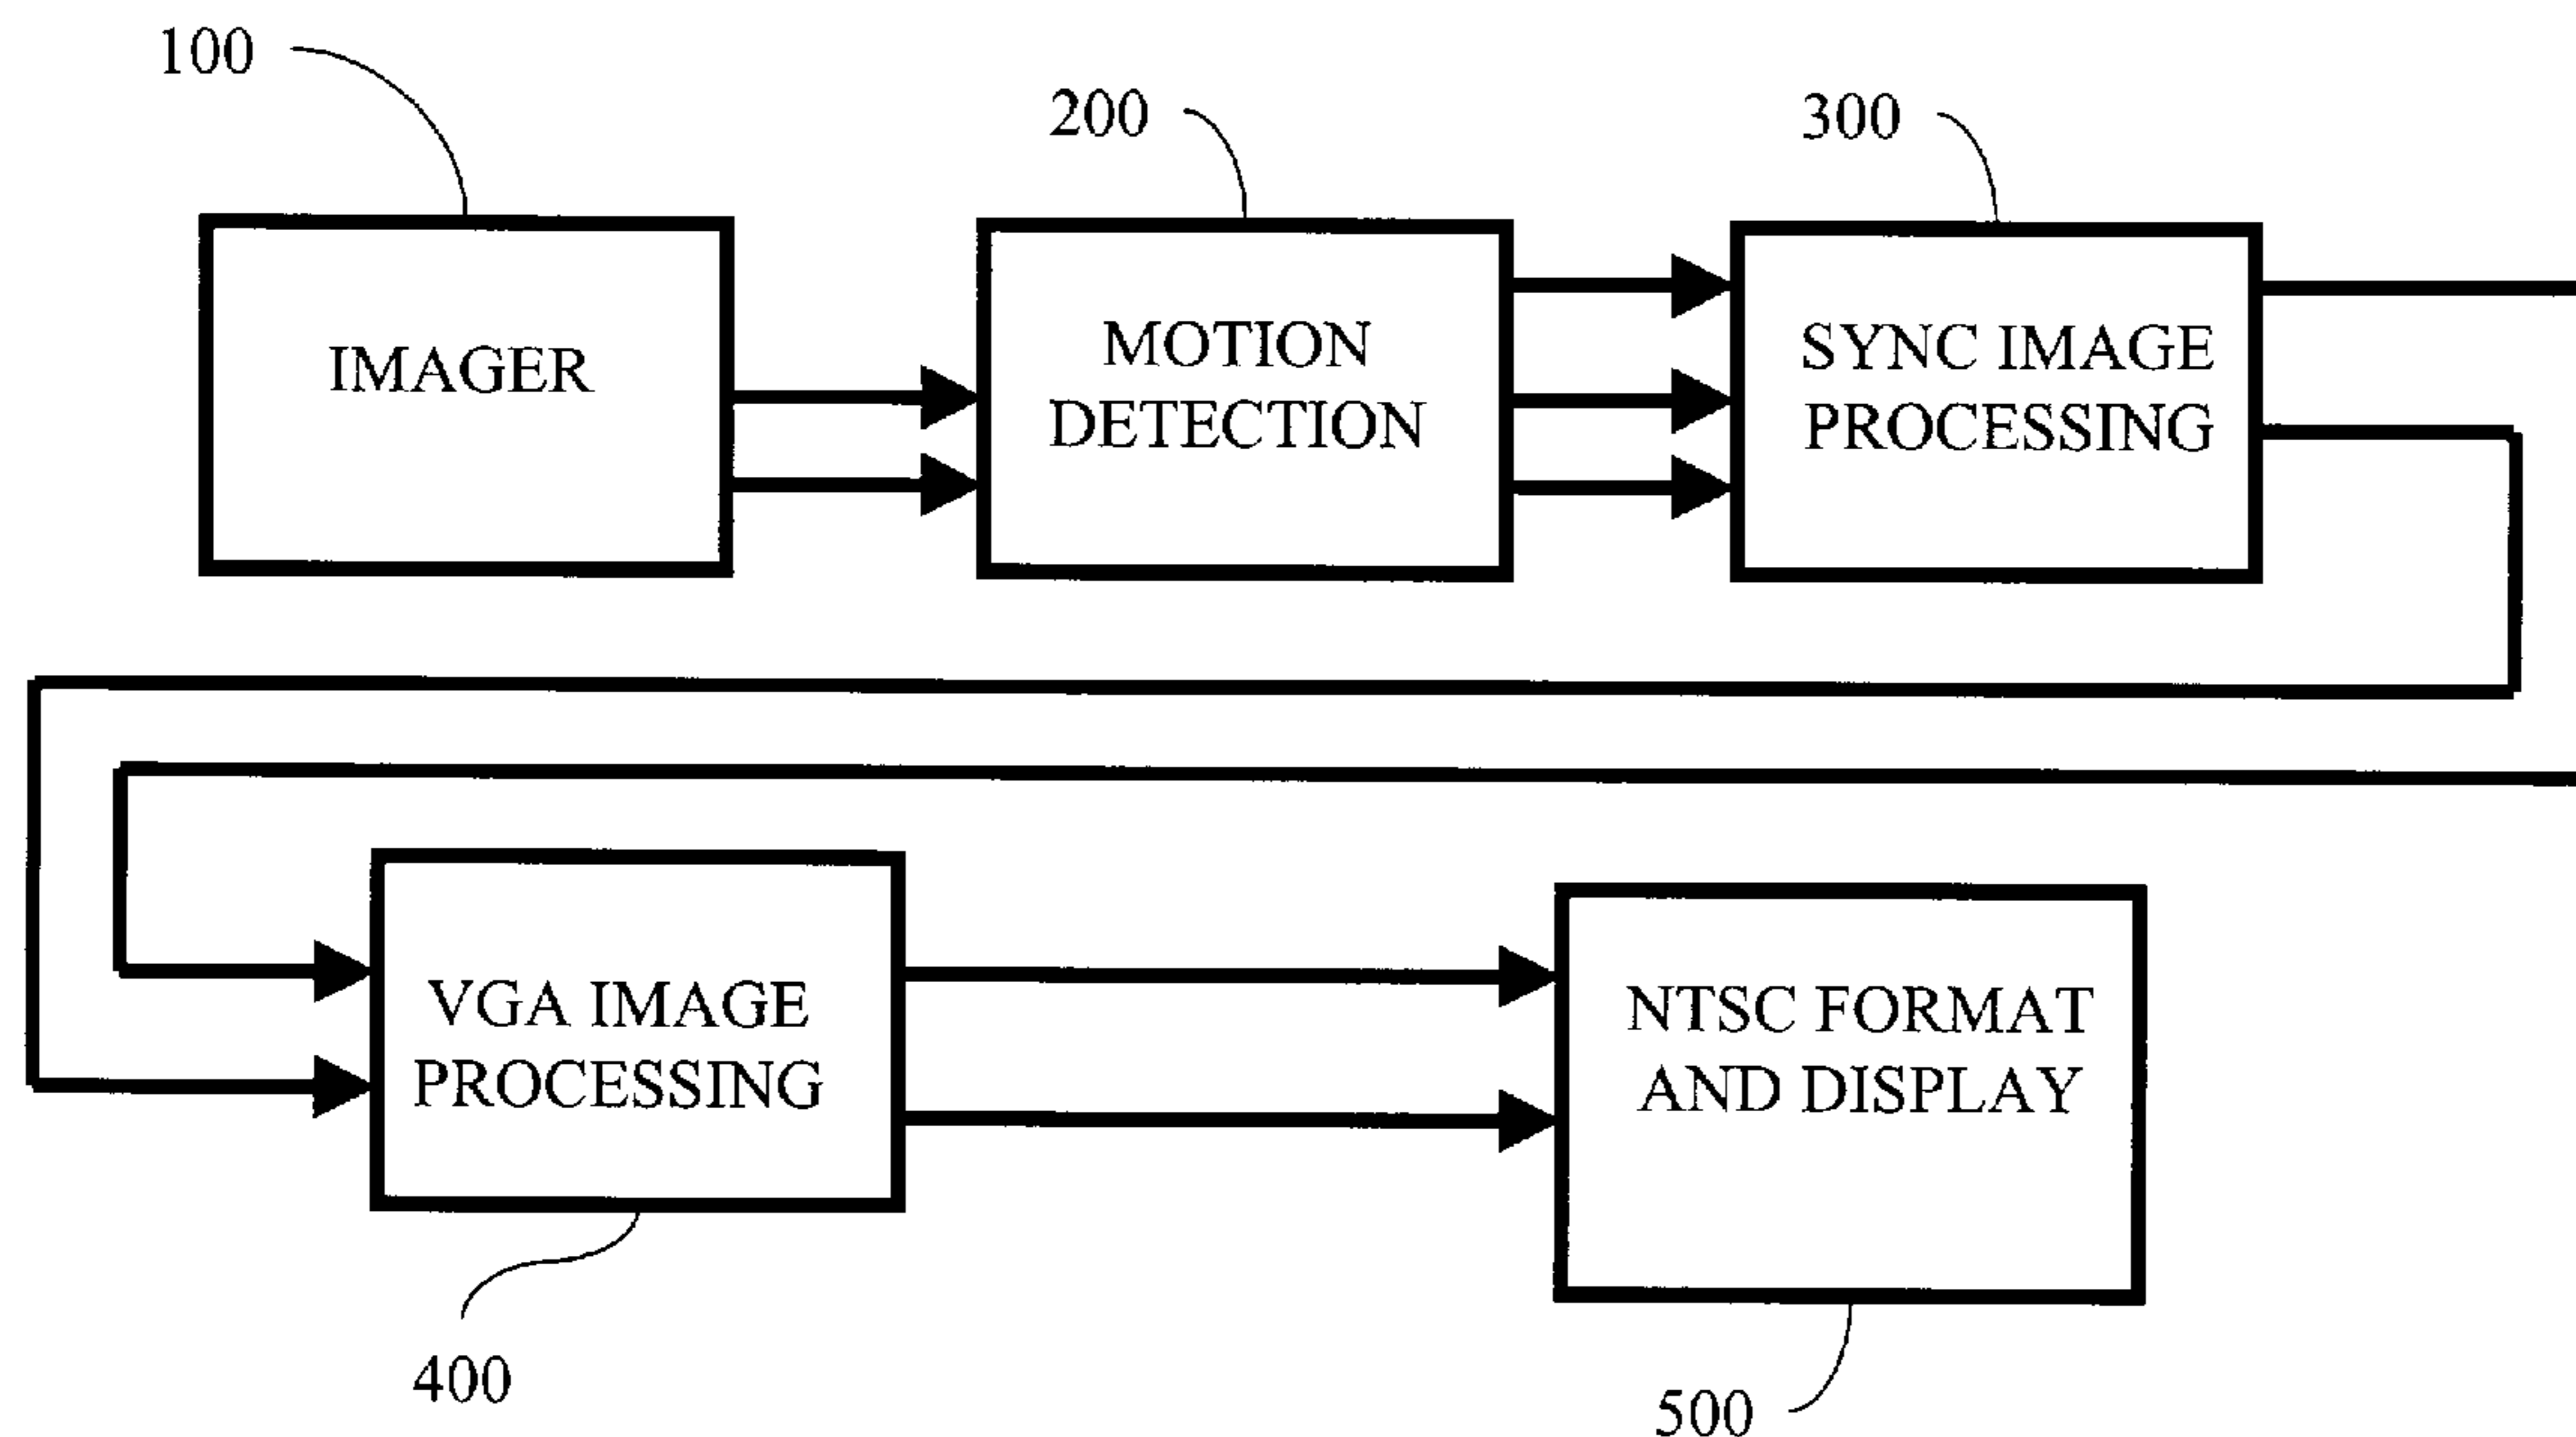 100
200
300
IMAGER
MOTION
DETECTION
SYNC IMAGE
PROCESSING
VGA IMAGE
PROCESSING
NTSC FORMAT
AND DISPLAY
400
500